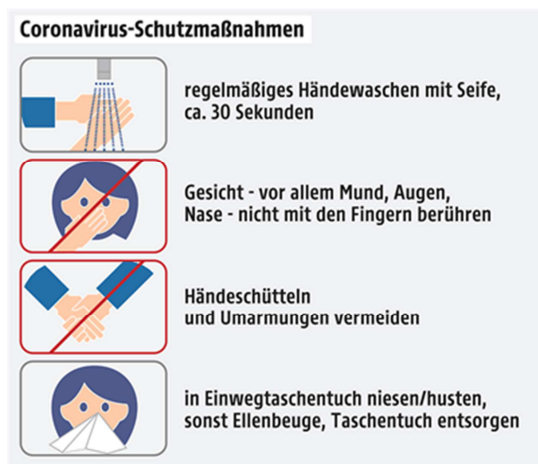 Coronavirus-Schutzmaßnahmen
regelmäßiges Händewaschen mit Seife,
ca. 30 Sekunden
Gesicht - vor allem Mund, Augen,
Nase - nicht mit den Fingern berühren
Händeschütteln
und Umarmungen vermeiden
in Einwegtaschentuch niesen/husten,
sonst Ellenbeuge, Taschentuch entsorgen